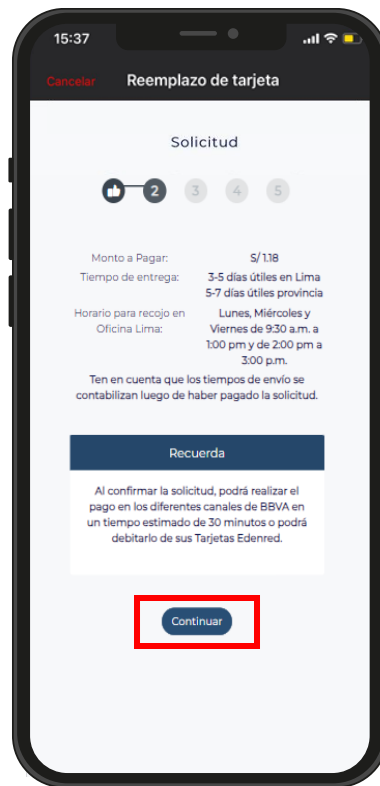 15:37
Cancelar
Reemplazo de tarjeta
Solicitud
2 3 4 5
Monto a Pagar: S/ 1.18
Tiempo de entrega: 3-5 días útiles en Lima
5-7 días útiles provincia
Horario para recojo en Lunes, Miércoles y
Oficina Lima: Viernes de 9:30 a.m. a
1:00 pm y de 2:00 pm a
3:00 p.m.
Ten en cuenta que los tiempos de envío se
contabilizan luego de haber pagado la solicitud.
Recuerda
Al confirmar la solicitud, podrá realizar el
pago en los diferentes canales de BBVA en
un tiempo estimado de 30 minutos o podrá
debitarlo de sus Tarjetas Edenred.
Continuar